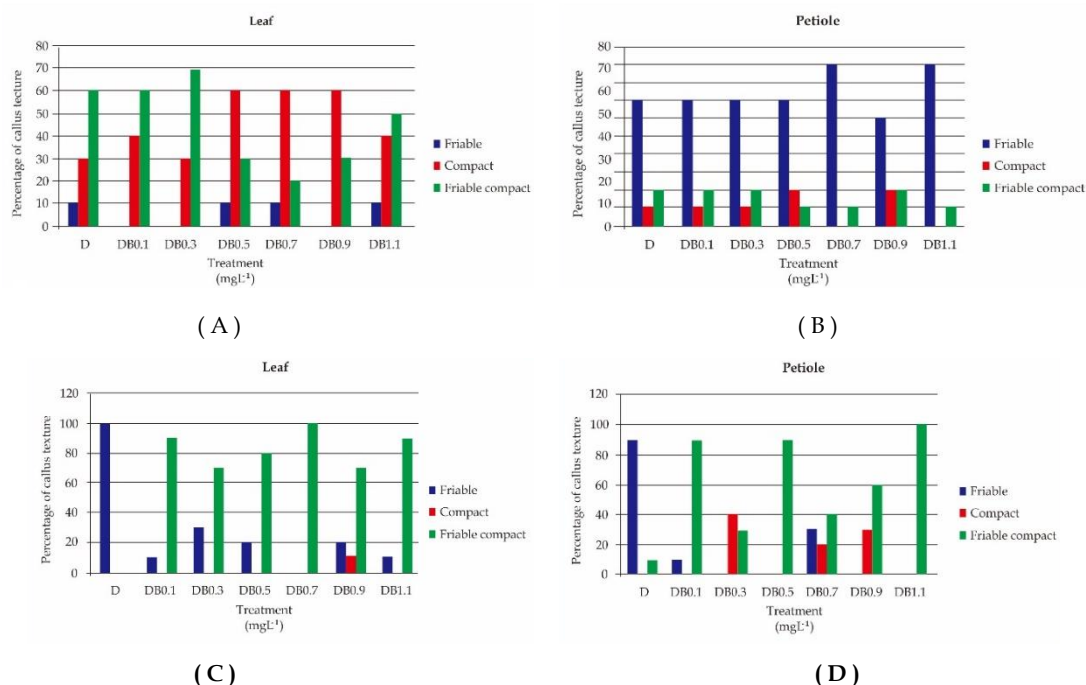 Leaf
Percentage of callus tecture
80
70
60
50
40
30
20
10
0
D DB0.1 DB0.3 DB0.5 DB0.7 DB0.9 DB1.1
Treatment
(mgL⁻¹)
Friable
Compact
Friable compact
(A)
Petiole
Percentage of callus tecture
80
70
60
50
40
30
20
10
0
D DB0.1 DB0.3 DB0.5 DB0.7 DB0.9 DB1.1
Treatment
(mgL⁻¹)
Friable
Compact
Friable compact
(B)
Leaf
Percentage of callus texture
120
100
80
60
40
20
0
D DB0.1 DB0.3 DB0.5 DB0.7 DB0.9 DB1.1
Treatment
(mgL⁻¹)
Friable
Compact
Friable compact
(C)
Petiole
Percentage of callus texture
120
100
80
60
40
20
0
D DB0.1 DB0.3 DB0.5 DB0.7 DB0.9 DB1.1
Treatment
(mgL⁻¹)
Friable
Compact
Friable compact
(D)